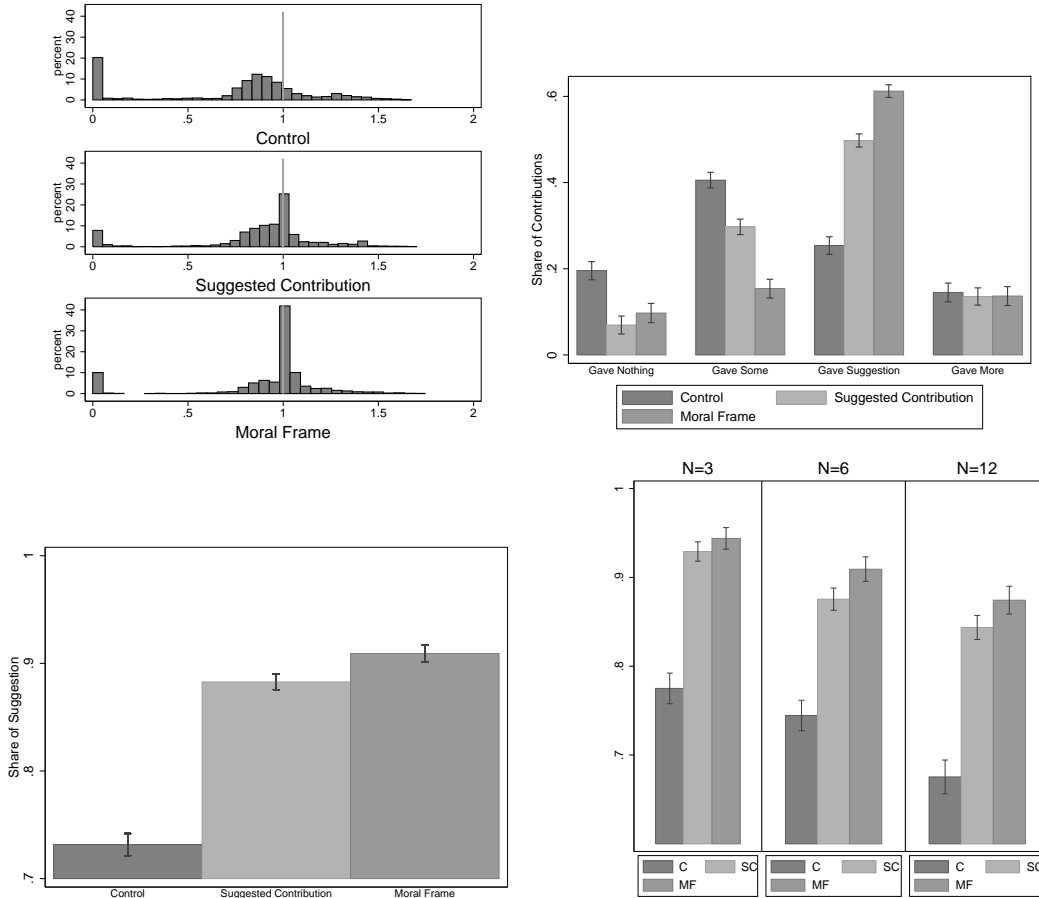 percent
0 10 20 30 40
0 .5 1 1.5 2
Control
percent
0 10 20 30 40
0 .5 1 1.5 2
Suggested Contribution
percent
0 10 20 30 40
0 .5 1 1.5 2
Moral Frame
Share of Contributions
0 .2 .4 .6
Gave Nothing Gave Some Gave Suggestion Gave More
Control Suggested Contribution
Moral Frame
Share of Suggestion
.7 .8 .9 1
Control Suggested Contribution Moral Frame
N=3 N=6 N=12
.7 .8 .9 1
C SC C SC C SC
MF MF MF